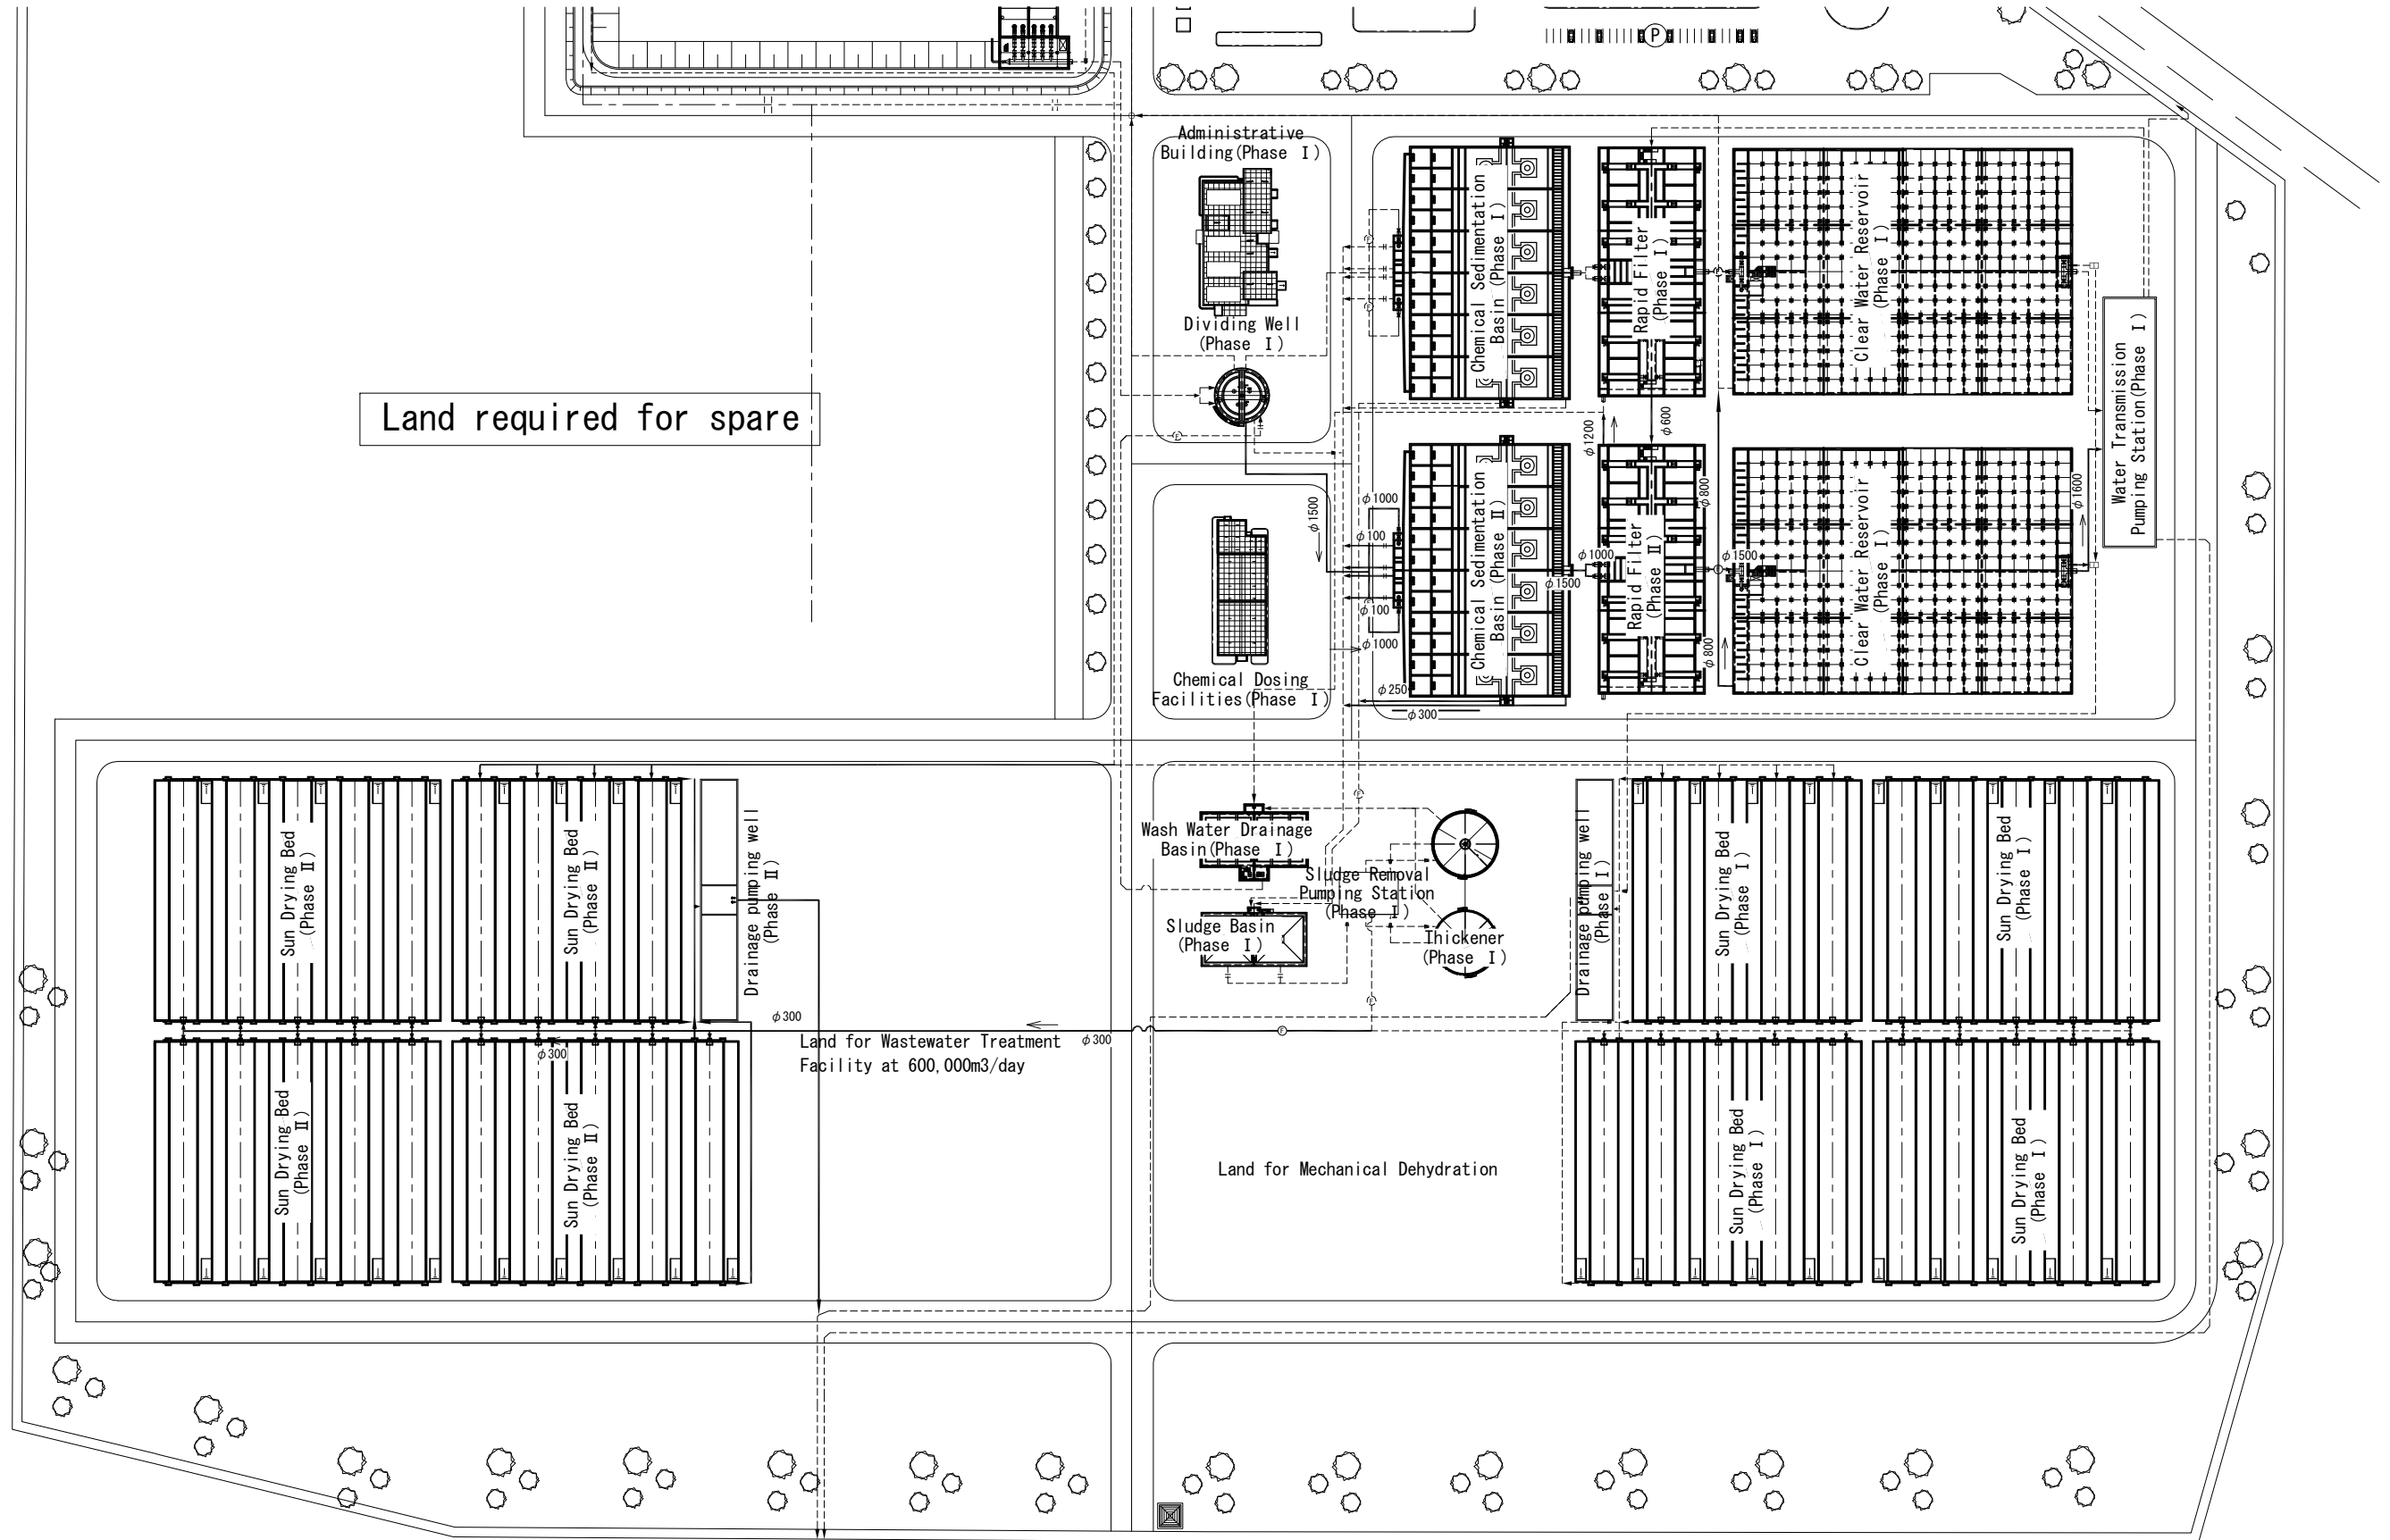 P
Administrative
Building(Phase Ⅰ)
Dividing Well
(Phase Ⅰ)
Chemical Sedimentation
Basin (Phase Ⅰ)
Rapid Filter
(Phase Ⅰ)
Clear Water Reservoir
(Phase Ⅰ)
Water Transmission
Pumping Station(Phase Ⅰ)
Land required for spare
φ1200
φ600
φ1500
φ1000
φ100
φ100
φ1000
φ250
φ300
Chemical Sedimentation
Basin (Phase Ⅱ)
φ1000
φ1500
Rapid Filter
(Phase Ⅱ)
φ800
φ1500
φ800
Clear Water Reservoir
(Phase Ⅰ)
φ1600
Chemical Dosing
Facilities(Phase Ⅰ)
Sun Drying Bed
(Phase Ⅱ)
Sun Drying Bed
(Phase Ⅱ)
Drainage pumping well
(Phase Ⅱ)
Wash Water Drainage
Basin(Phase Ⅰ)
Sludge Removal
Pumping Station
(Phase Ⅰ)
Sludge Basin
(Phase Ⅰ)
Thickener
(Phase Ⅰ)
Drainage pumping well
(Phase Ⅰ)
Sun Drying Bed
(Phase Ⅰ)
Sun Drying Bed
(Phase Ⅰ)
φ300
φ300
φ300
Land for Wastewater Treatment
Facility at 600,000m3/day
Sun Drying Bed
(Phase Ⅱ)
Sun Drying Bed
(Phase Ⅱ)
Land for Mechanical Dehydration
Sun Drying Bed
(Phase Ⅰ)
Sun Drying Bed
(Phase Ⅰ)